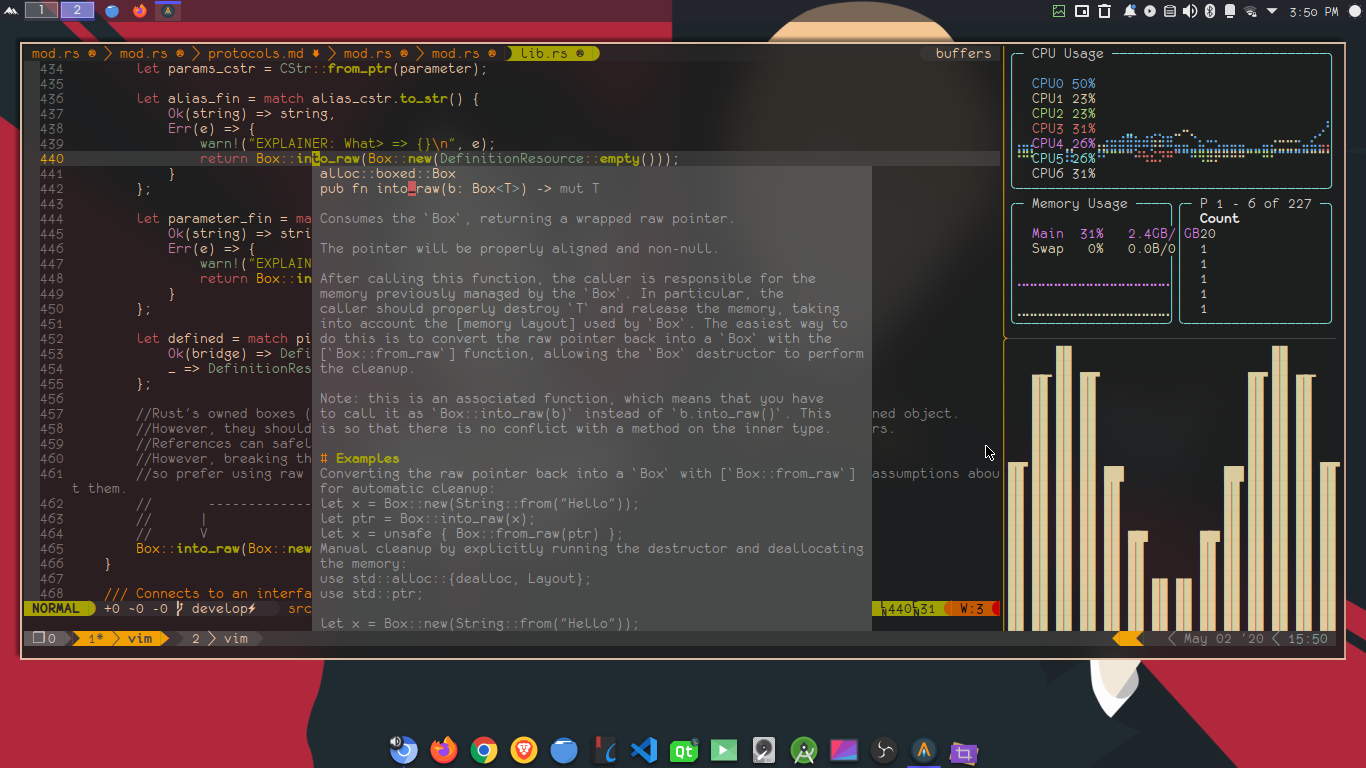 1 2 3:50 PM
mod.rs mod.rs protocols.md mod.rs mod.rs lib.rs buffers
434 let params_cstr = CStr::from_ptr(parameter);
435
436 let alias_fin = match alias_cstr.to_str() {
437 Ok(string) => string,
438 Err(e) => {
439 warn!("EXPLAINER: What> => {}\n", e);
440 return Box::into_raw(Box::new(DefinitionResource::empty()));
441 }
442 };
443
444 let parameter_fin = ma
445 Ok(string) => stri
446 Err(e) => {
447 warn!("EXPLAIN
448 return Box::in
449 }
450 };
451
452 let defined = match pi
453 Ok(bridge) => Defi
454 _ => DefinitionRes
455 };
456
457 //Rust's owned boxes ( ned object.
458 //However, they should rs.
459 //References can safel
460 //However, breaking th
461 //so prefer using raw assumptions abou
t them.
462 // -------------
463 // |
464 // V
465 Box::into_raw(Box::new
466 }
467
468 /// Connects to an interfa
alloc::boxed::Box
pub fn into_raw(b: Box<T>) -> mut T
Consumes the `Box`, returning a wrapped raw pointer.
The pointer will be properly aligned and non-null.
After calling this function, the caller is responsible for the
memory previously managed by the `Box`. In particular, the
caller should properly destroy `T` and release the memory, taking
into account the [memory layout] used by `Box`. The easiest way to
do this is to convert the raw pointer back into a `Box` with the
[`Box::from_raw`] function, allowing the `Box` destructor to perform
the cleanup.
Note: this is an associated function, which means that you have
to call it as `Box::into_raw(b)` instead of `b.into_raw()`. This
is so that there is no conflict with a method on the inner type.
# Examples
Converting the raw pointer back into a `Box` with [`Box::from_raw`]
for automatic cleanup:
let x = Box::new(String::from("Hello"));
let ptr = Box::into_raw(x);
let x = unsafe { Box::from_raw(ptr) };
Manual cleanup by explicitly running the destructor and deallocating
the memory:
use std::alloc::{dealloc, Layout};
use std::ptr;
let x = Box::new(String::from("Hello"));
NORMAL +0 ~0 -0 develop src 440 31 W:3
0 1* vim 2 vim May 02 '20 15:50
CPU Usage
CPU0 50%
CPU1 23%
CPU2 23%
CPU3 31%
CPU4 26%
CPU5 26%
CPU6 31%
Memory Usage
Main 31% 2.4GB/ GB
Swap 0% 0.0B/0
P 1 - 6 of 227
Count
20
1
1
1
1
1
Qt